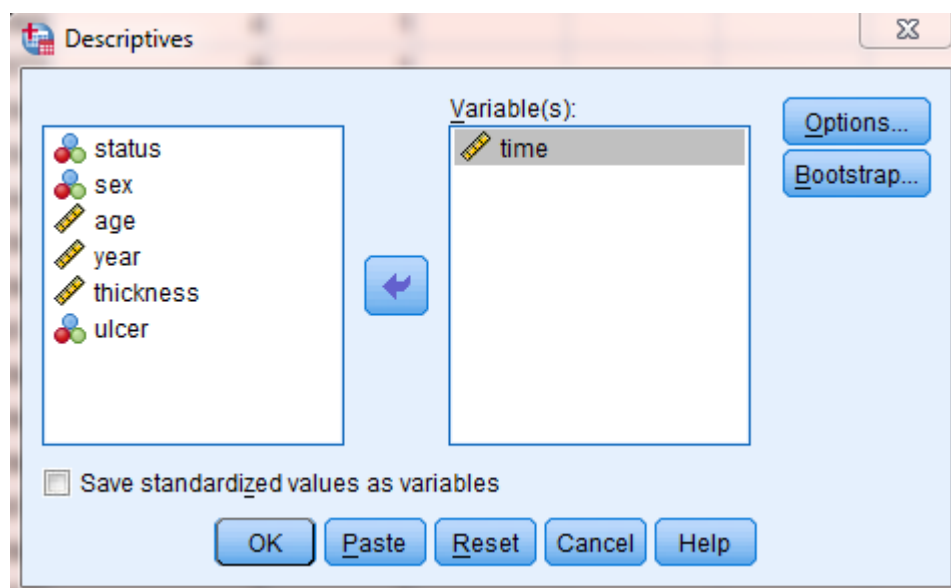 Descriptives
Variable(s):
status
sex
age
year
thickness
ulcer
time
Options...
Bootstrap...
Save standardized values as variables
OK Paste Reset Cancel Help